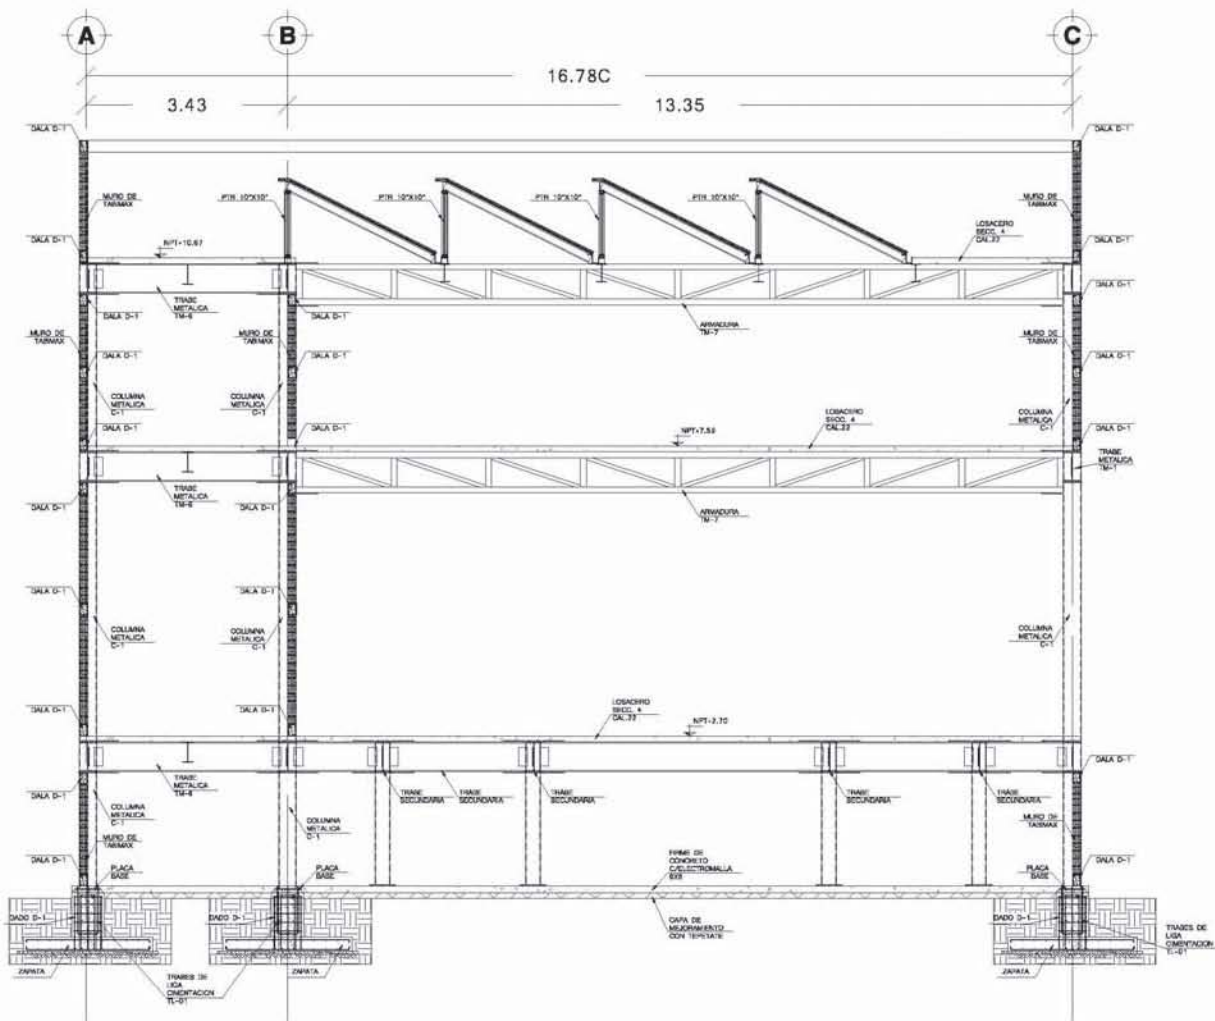 A
B
C
16.78C
3.43
13.35
DALA D-1
DALA D-1
MURO DE
TABIMAX
PTR 10"X10"
PTR 10"X10"
PTR 10"X10"
PTR 10"X10"
MURO DE
TABIMAX
LOSACERO
SECC. 4
CAL.22
DALA D-1
NPT+10.67
DALA D-1
TRABE
METALICA
TM-6
DALA D-1
DALA D-1
DALA D-1
ARMADURA
TM-7
MURO DE
TABIMAX
MURO DE
TABIMAX
MURO DE
TABIMAX
DALA D-1
DALA D-1
DALA D-1
COLUMNA
METALICA
C-1
COLUMNA
METALICA
C-1
COLUMNA
METALICA
C-1
LOSACERO
SECC. 4
CAL.22
DALA D-1
DALA D-1
DALA D-1
TRABE
METALICA
TM-1
TRABE
METALICA
TM-6
DALA D-1
DALA D-1
ARMADURA
TM-7
DALA D-1
DALA D-1
COLUMNA
METALICA
C-1
COLUMNA
METALICA
C-1
COLUMNA
METALICA
C-1
DALA D-1
DALA D-1
LOSACERO
SECC. 4
CAL.22
NPT+2.70
DALA D-1
DALA D-1
TRABE
METALICA
TM-6
TRABE
SECUNDARIA
TRABE
SECUNDARIA
TRABE
SECUNDARIA
TRABE
SECUNDARIA
TRABE
SECUNDARIA
COLUMNA
METALICA
C-1
COLUMNA
METALICA
C-1
MURO DE
TABIMAX
MURO DE
TABIMAX
DALA D-1
DALA D-1
PLACA
BASE
PLACA
BASE
FIRME DE
CONCRETO
C/ELECTROMALLA
6X6
PLACA
BASE
DADO D-1
DADO D-1
DADO D-1
CAPA DE
MEJORAMIENTO
CON TEPETATE
TRABES DE
LIGA
CIMENTACION
TL-01
ZAPATA
TRABES DE
LIGA
CIMENTACION
TL-01
ZAPATA
ZAPATA